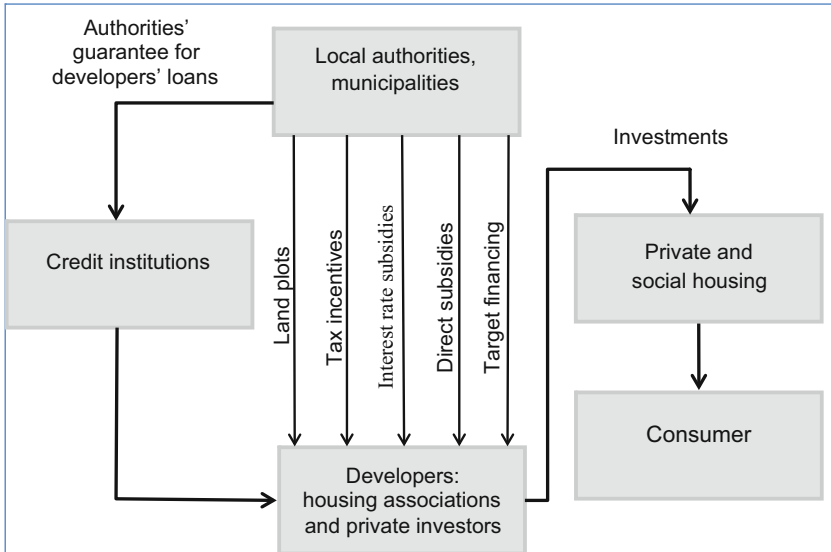 Authorities’
guarantee for
developers’ loans
Local authorities,
municipalities
Investments
Credit institutions
Land plots
Tax incentives
Interest rate subsidies
Direct subsidies
Target financing
Private and
social housing
Consumer
Developers:
housing associations
and private investors